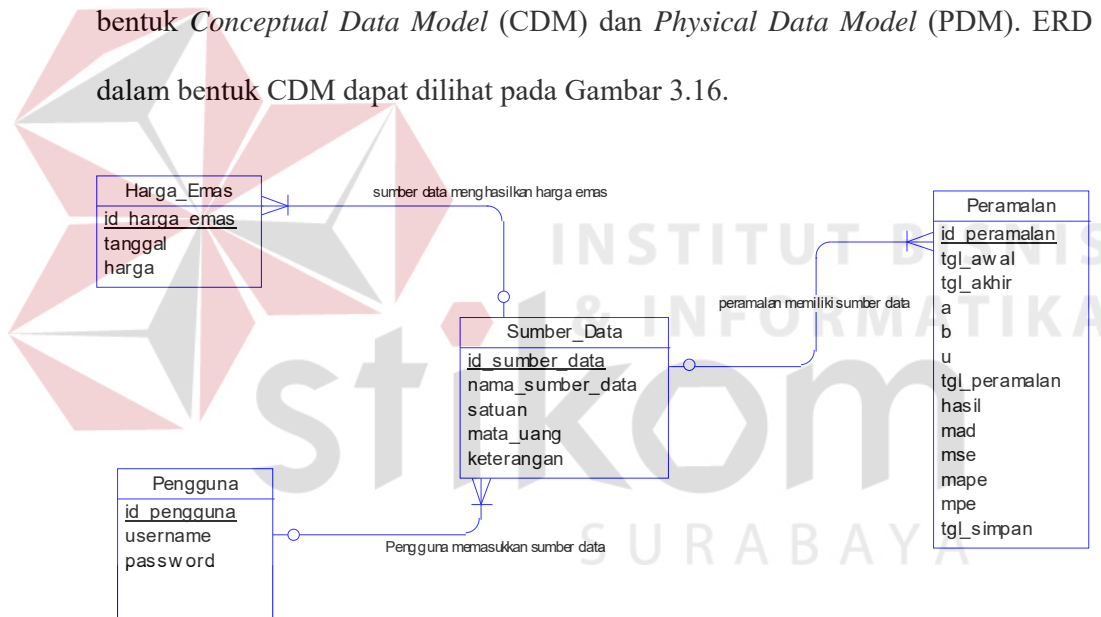 bentuk Conceptual Data Model (CDM) dan Physical Data Model (PDM). ERD
dalam bentuk CDM dapat dilihat pada Gambar 3.16.
Harga_Emas
id_harga_emas
tanggal
harga
sumber data menghasilkan harga emas
Sumber_Data
id_sumber_data
nama_sumber_data
satuan
mata_uang
keterangan
peramalan memiliki sumber data
Peramalan
id_peramalan
tgl_awal
tgl_akhir
a
b
u
tgl_peramalan
hasil
mad
mse
mape
mpe
tgl_simpan
Pengguna
id_pengguna
username
password
Pengguna memasukkan sumber data
INSTITUT BISNIS
& INFORMATIKA
stikom
SURABAYA